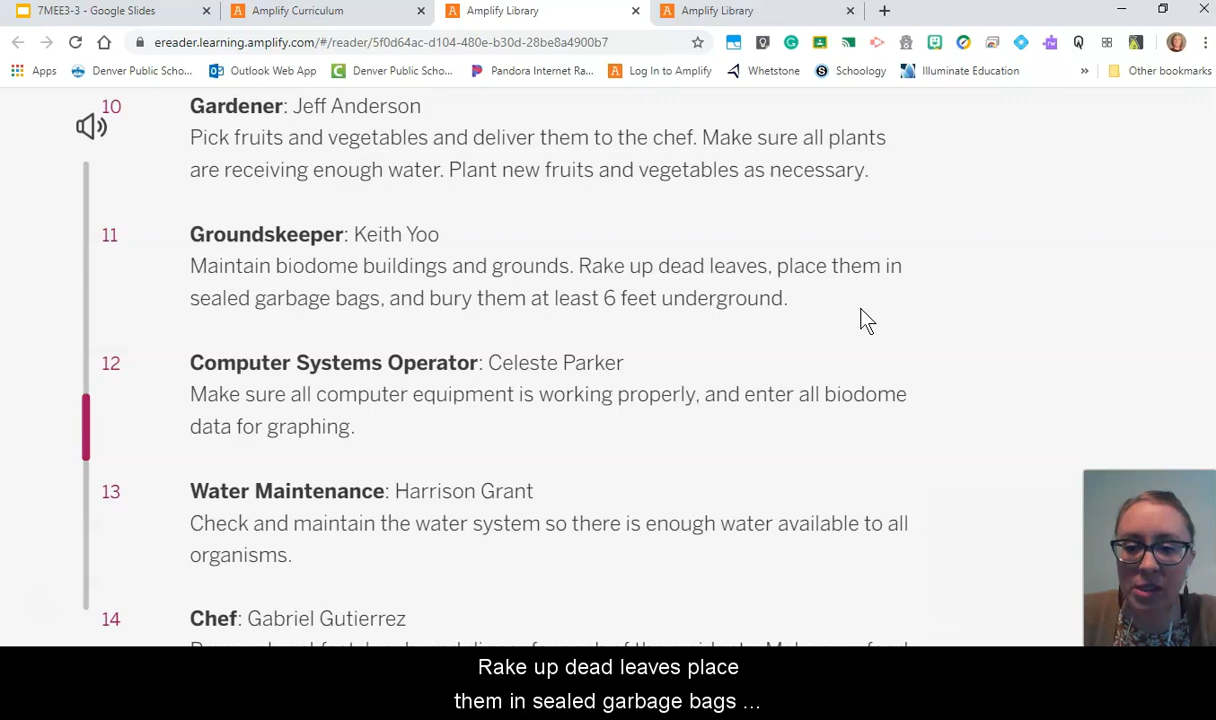 7MEE3-3 - Google Slides
Amplify Curriculum
Amplify Library
Amplify Library
ereader.learning.amplify.com/#/reader/5f0d64ac-d104-480e-b30d-28be8a4900b7
Apps
Denver Public Scho...
Outlook Web App
Denver Public Scho...
Pandora Internet Ra...
Log In to Amplify
Whetstone
Schoology
Illuminate Education
»
Other bookmarks
10 Gardener: Jeff Anderson
Pick fruits and vegetables and deliver them to the chef. Make sure all plants
are receiving enough water. Plant new fruits and vegetables as necessary.
11 Groundskeeper: Keith Yoo
Maintain biodome buildings and grounds. Rake up dead leaves, place them in
sealed garbage bags, and bury them at least 6 feet underground.
12 Computer Systems Operator: Celeste Parker
Make sure all computer equipment is working properly, and enter all biodome
data for graphing.
13 Water Maintenance: Harrison Grant
Check and maintain the water system so there is enough water available to all
organisms.
14 Chef: Gabriel Gutierrez
Rake up dead leaves place
them in sealed garbage bags ...